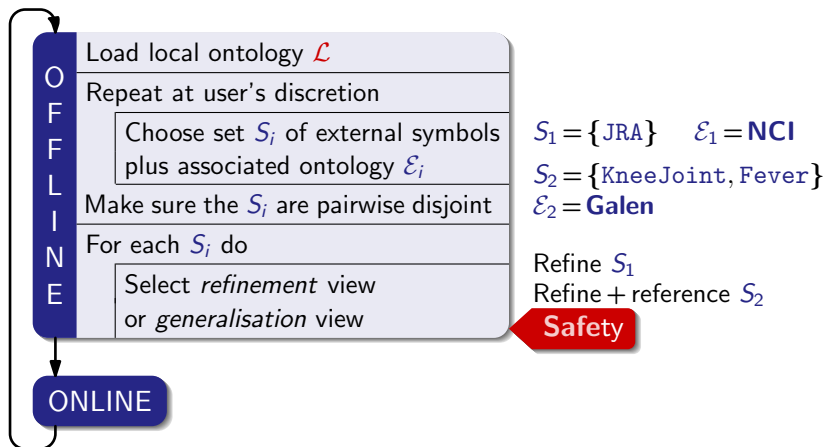 OFFLINE
Load local ontology ℒ
Repeat at user's discretion
Choose set Sᵢ of external symbols
plus associated ontology ℰᵢ
Make sure the Sᵢ are pairwise disjoint
For each Sᵢ do
Select refinement view
or generalisation view
S₁ = {JRA} ℰ₁ = NCI
S₂ = {KneeJoint, Fever}
ℰ₂ = Galen
Refine S₁
Refine + reference S₂
Safety
ONLINE